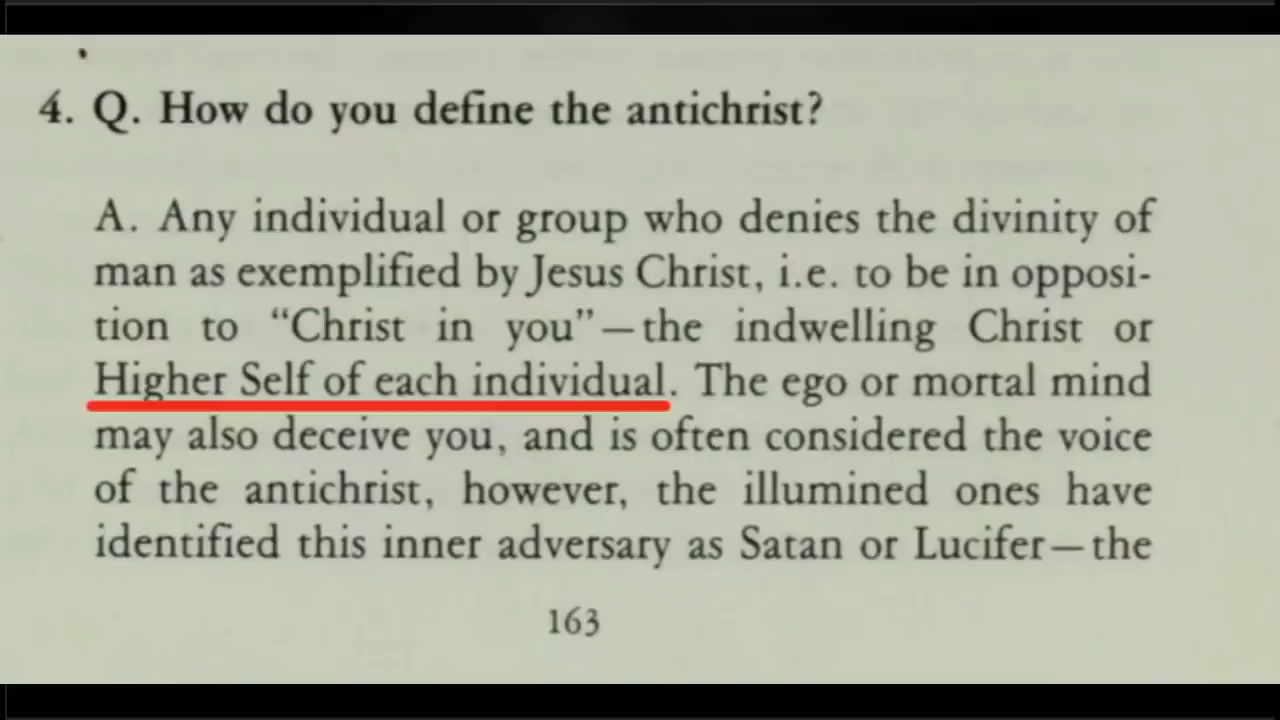 4. Q. How do you define the antichrist?
A. Any individual or group who denies the divinity of
man as exemplified by Jesus Christ, i.e. to be in opposi-
tion to “Christ in you”—the indwelling Christ or
Higher Self of each individual. The ego or mortal mind
may also deceive you, and is often considered the voice
of the antichrist, however, the illumined ones have
identified this inner adversary as Satan or Lucifer—the
163